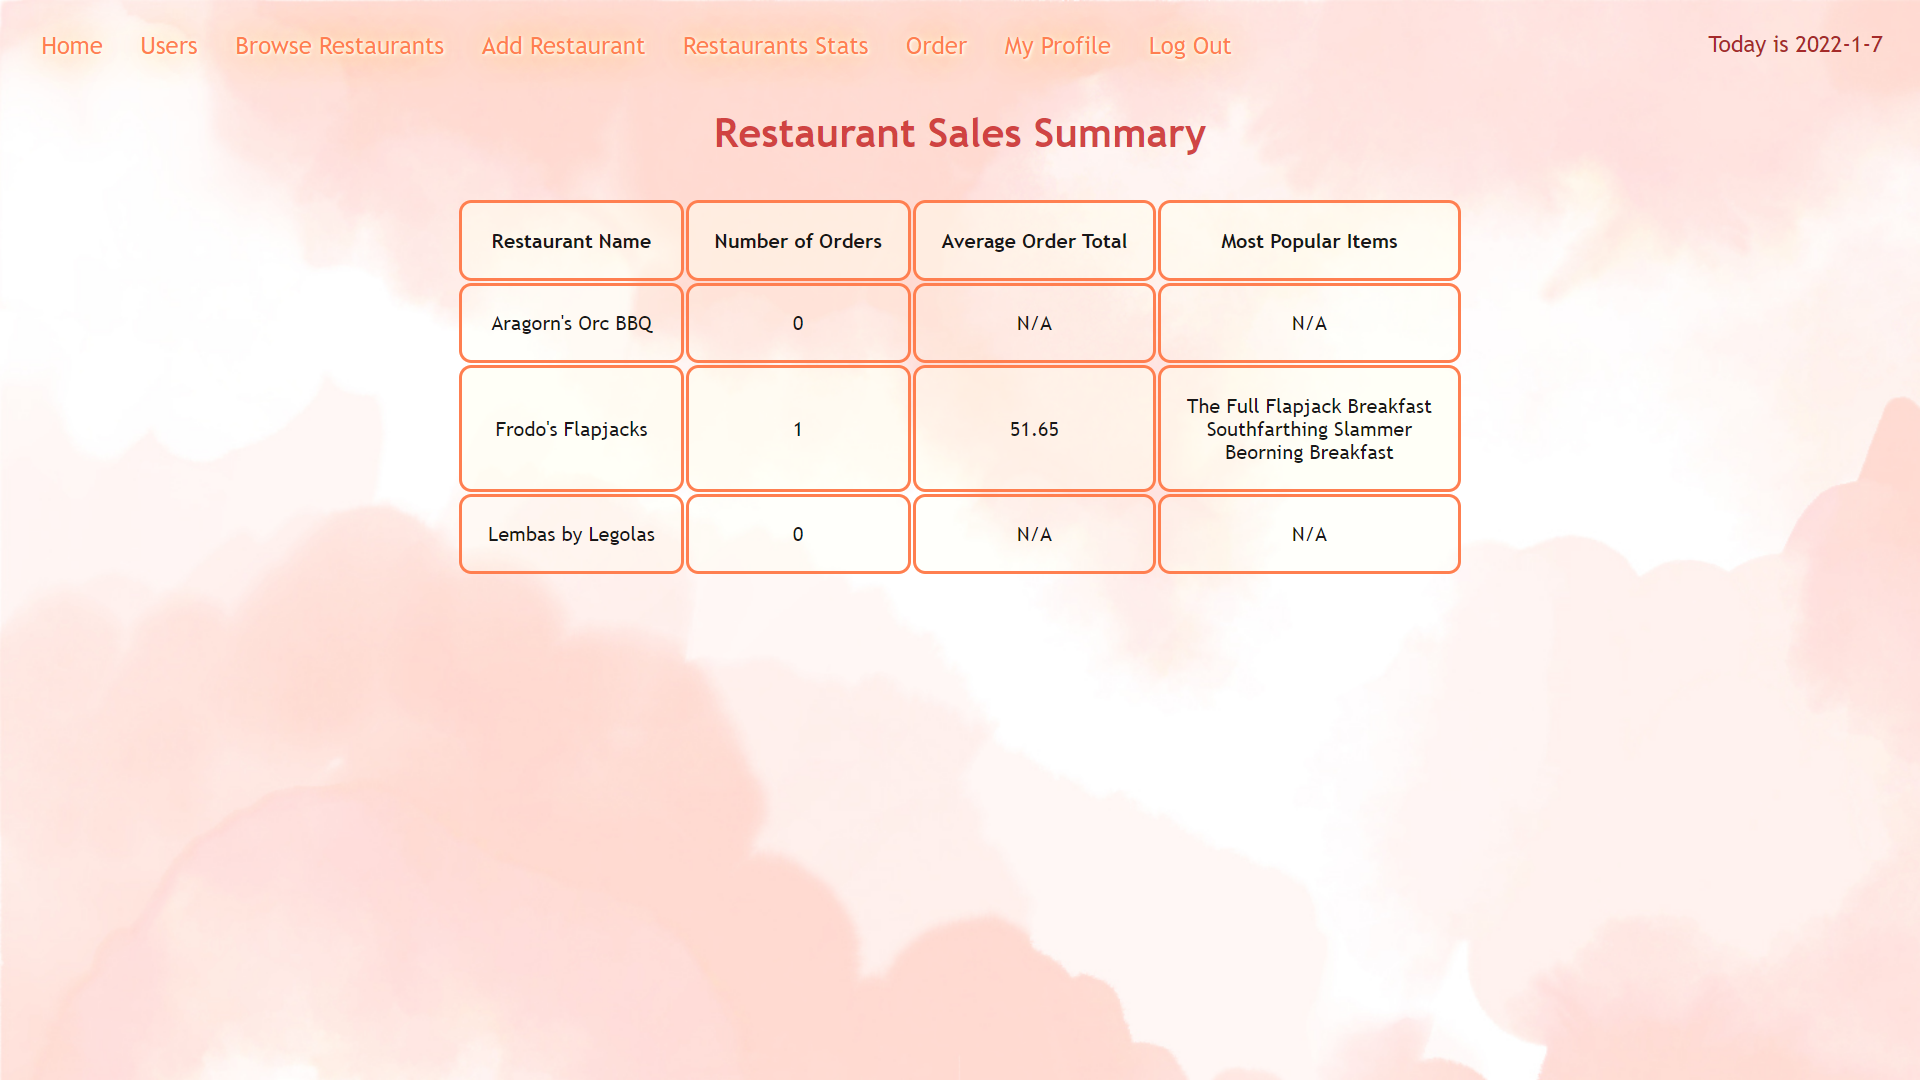 Home Users Browse Restaurants Add Restaurant Restaurants Stats Order My Profile Log Out Today is 2022-1-7
Restaurant Sales Summary
Restaurant Name Number of Orders Average Order Total Most Popular Items
Aragorn's Orc BBQ 0 N/A N/A
Frodo's Flapjacks 1 51.65 The Full Flapjack Breakfast
Southfarthing Slammer
Beorning Breakfast
Lembas by Legolas 0 N/A N/A